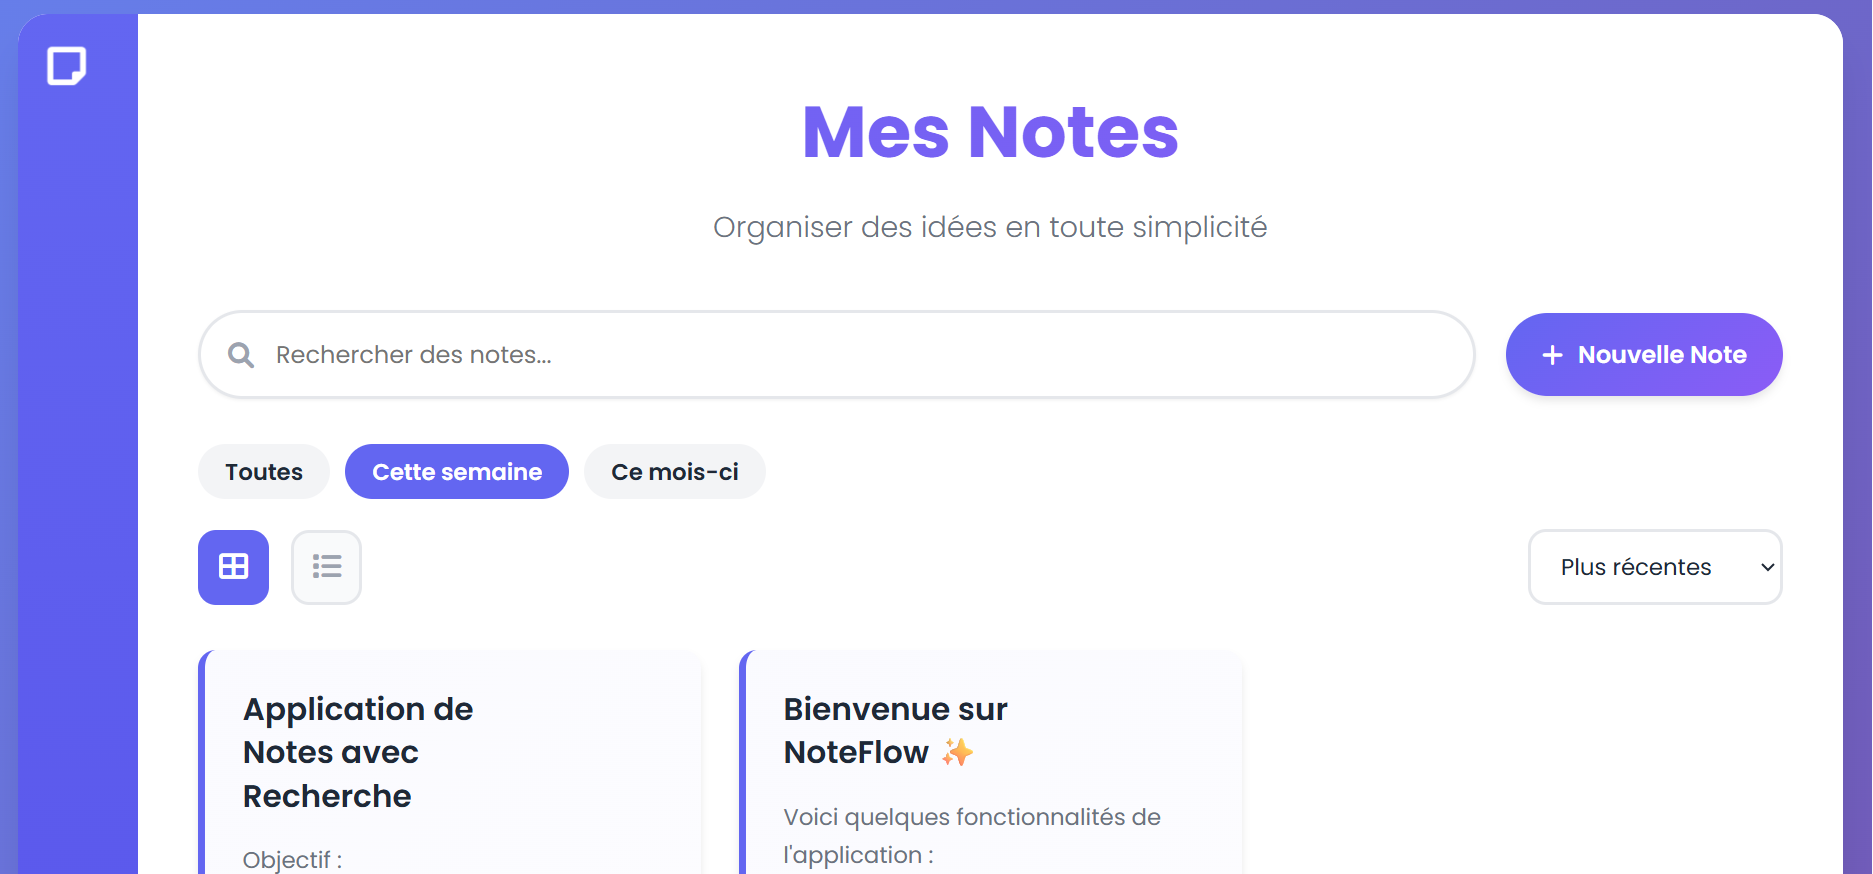 Mes Notes
Organiser des idées en toute simplicité
Rechercher des notes...
Nouvelle Note
Toutes
Cette semaine
Ce mois-ci
Plus récentes
Application de
Notes avec
Recherche
Objectif :
Bienvenue sur
NoteFlow ✨
Voici quelques fonctionnalités de
l'application :